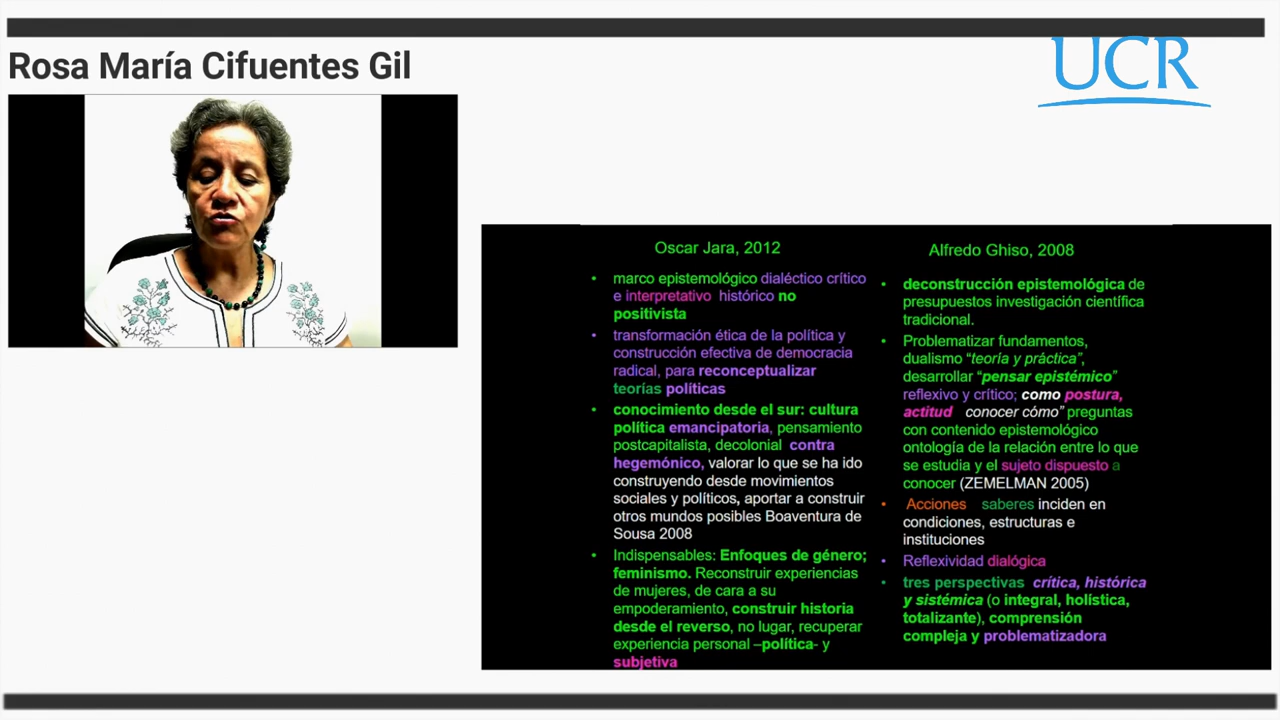 Rosa María Cifuentes Gil
UCR
Oscar Jara, 2012
• marco epistemológico dialéctico crítico
e interpretativo histórico no
positivista
• transformación ética de la política y
construcción efectiva de democracia
radical, para reconceptualizar
teorías políticas
• conocimiento desde el sur: cultura
política emancipatoria, pensamiento
postcapitalista, decolonial contra
hegemónico, valorar lo que se ha ido
construyendo desde movimientos
sociales y políticos, aportar a construir
otros mundos posibles Boaventura de
Sousa 2008
• Indispensables: Enfoques de género;
feminismo. Reconstruir experiencias
de mujeres, de cara a su
empoderamiento, construir historia
desde el reverso, no lugar, recuperar
experiencia personal –política- y
subjetiva
Alfredo Ghiso, 2008
• deconstrucción epistemológica de
presupuestos investigación científica
tradicional.
• Problematizar fundamentos,
dualismo “teoría y práctica”,
desarrollar “pensar epistémico”
reflexivo y crítico; como postura,
actitud conocer cómo” preguntas
con contenido epistemológico
ontología de la relación entre lo que
se estudia y el sujeto dispuesto a
conocer (ZEMELMAN 2005)
• Acciones saberes inciden en
condiciones, estructuras e
instituciones
• Reflexividad dialógica
• tres perspectivas crítica, histórica
y sistémica (o integral, holística,
totalizante), comprensión
compleja y problematizadora